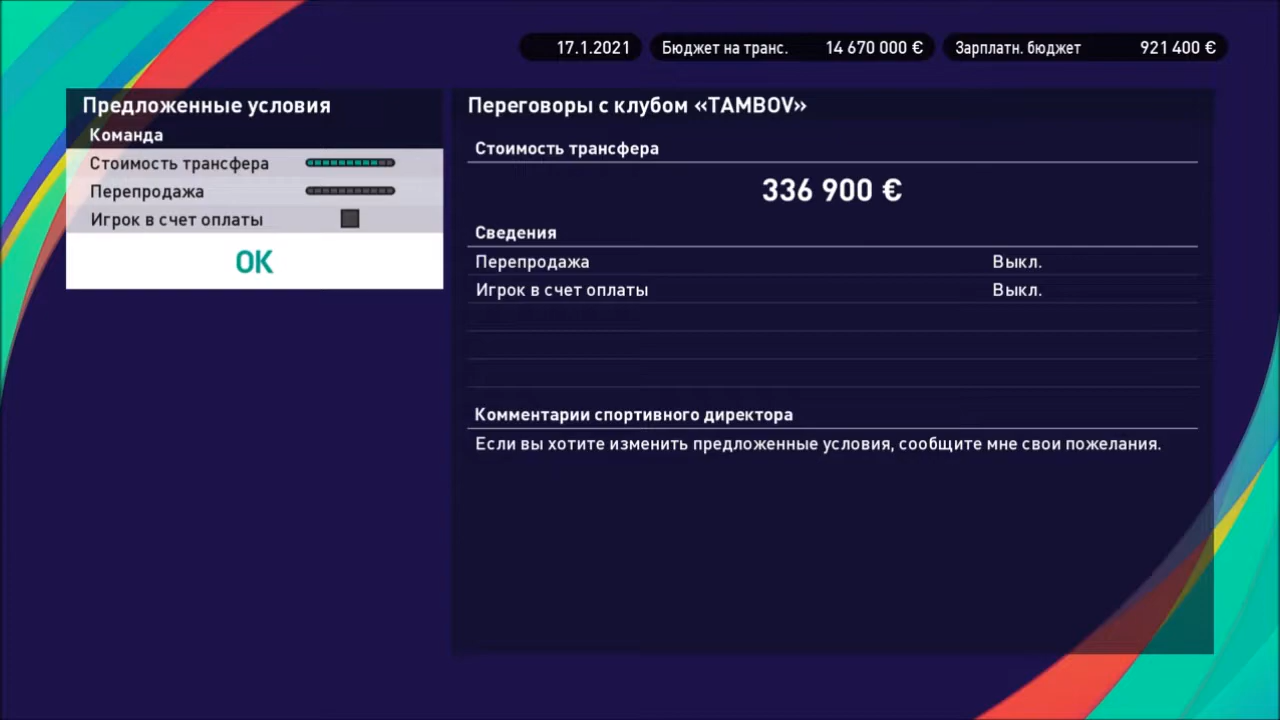 17.1.2021 Бюджет на транс. 14 670 000 € Зарплатн. бюджет 921 400 €
Предложенные условия
Команда
Стоимость трансфера
Перепродажа
Игрок в счет оплаты
OK
Переговоры с клубом «TAMBOV»
Стоимость трансфера
336 900 €
Сведения
Перепродажа Выкл.
Игрок в счет оплаты Выкл.
Комментарии спортивного директора
Если вы хотите изменить предложенные условия, сообщите мне свои пожелания.